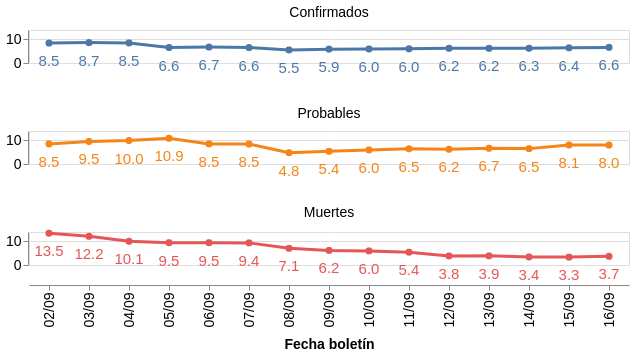 Confirmados
10
0
8.5 8.7 8.5 6.6 6.7 6.6 5.5 5.9 6.0 6.0 6.2 6.2 6.3 6.4 6.6
Probables
10
0
8.5 9.5 10.0 10.9 8.5 8.5 4.8 5.4 6.0 6.5 6.2 6.7 6.5 8.1 8.0
Muertes
10
0
13.5 12.2 10.1 9.5 9.5 9.4 7.1 6.2 6.0 5.4 3.8 3.9 3.4 3.3 3.7
02/09 03/09 04/09 05/09 06/09 07/09 08/09 09/09 10/09 11/09 12/09 13/09 14/09 15/09 16/09
Fecha boletín